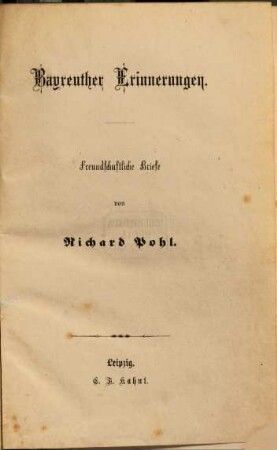 Bayreuther Erinnerungen.
Freundschaftliche Briefe
von
Richard Pohl.
Leipzig.
C. F. Kahnt.